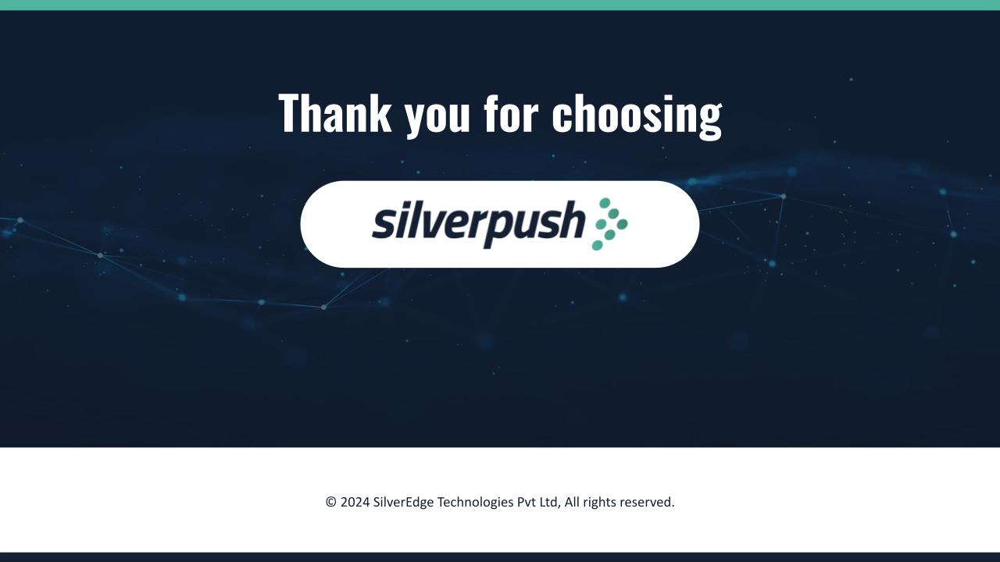 Thank you for choosing
silverpush
© 2024 SilverEdge Technologies Pvt Ltd, All rights reserved.